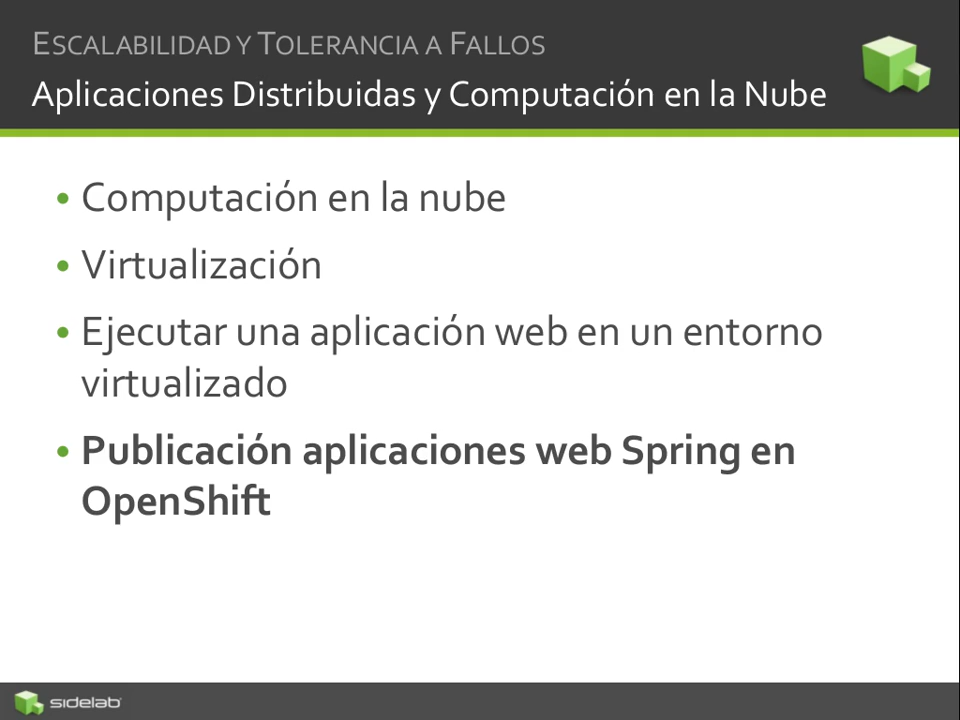 ESCALABILIDAD Y TOLERANCIA A FALLOS
Aplicaciones Distribuidas y Computación en la Nube
• Computación en la nube
• Virtualización
• Ejecutar una aplicación web en un entorno
virtualizado
• Publicación aplicaciones web Spring en
OpenShift
sidelab